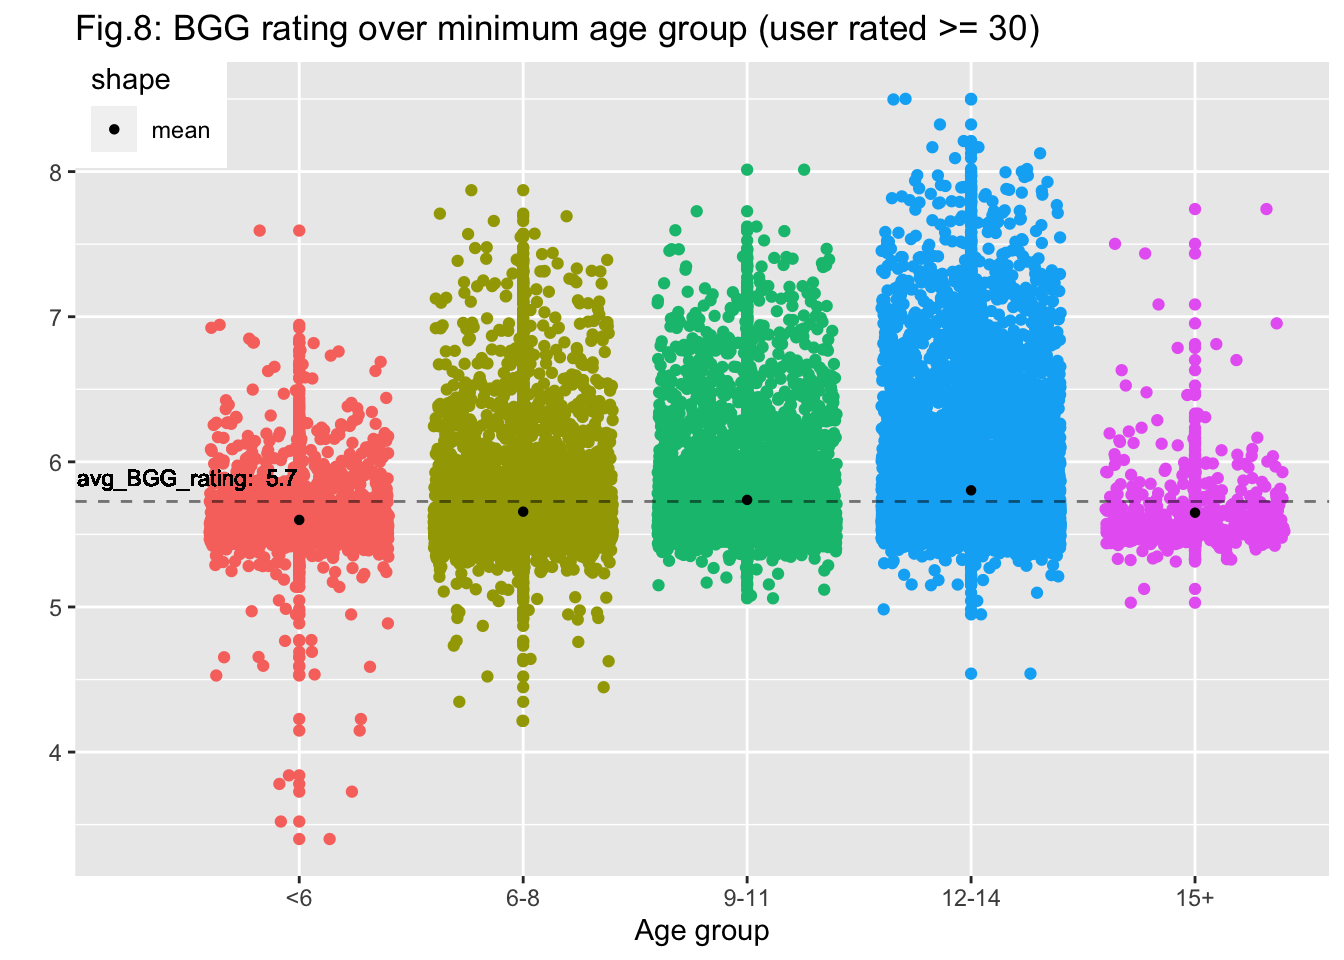 Fig.8: BGG rating over minimum age group (user rated >= 30)
shape
mean
8
7
6
avg_BGG_rating: 5.7
5
4
<6
6-8
9-11
12-14
15+
Age group